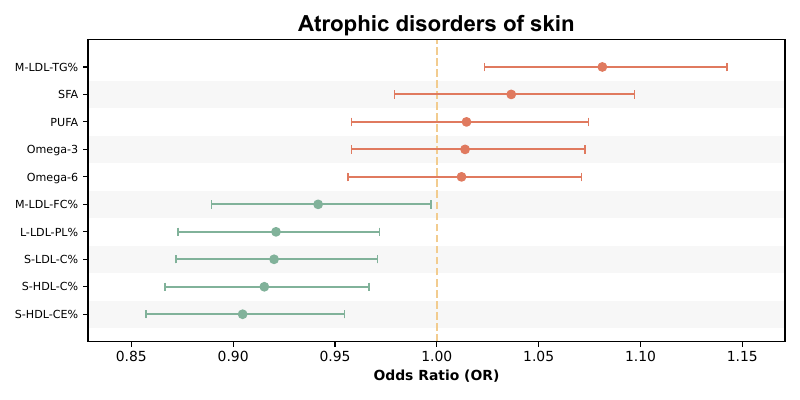 Atrophic disorders of skin
M-LDL-TG%
SFA
PUFA
Omega-3
Omega-6
M-LDL-FC%
L-LDL-PL%
S-LDL-C%
S-HDL-C%
S-HDL-CE%
0.85 0.90 0.95 1.00 1.05 1.10 1.15
Odds Ratio (OR)